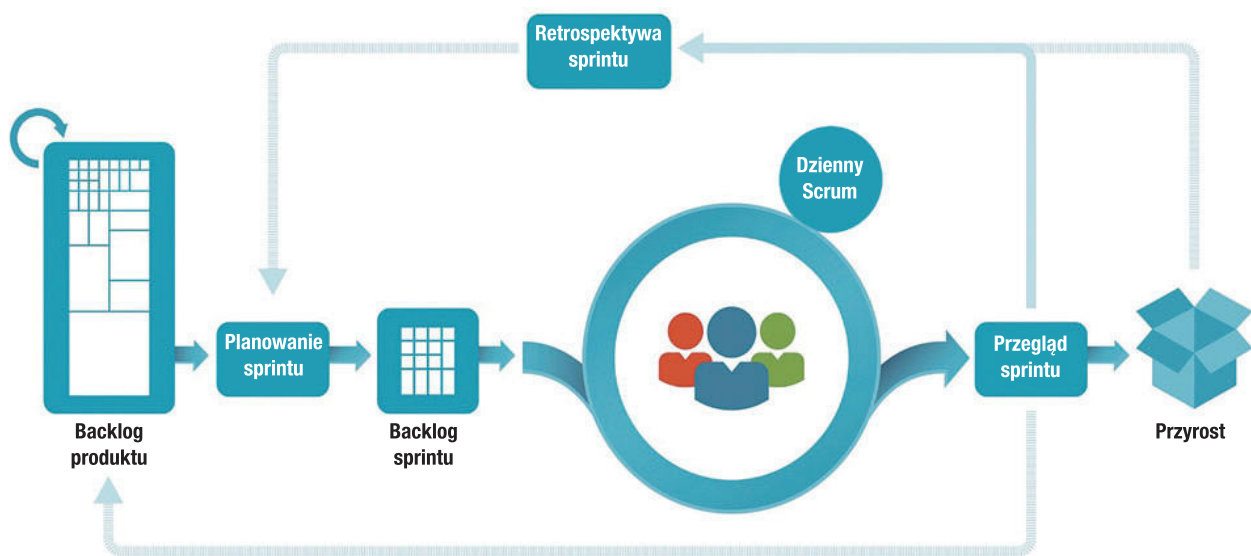 Retrospektywa
sprintu
Dzienny
Scrum
Planowanie
sprintu
Przegląd
sprintu
Backlog
produktu
Backlog
sprintu
Przyrost